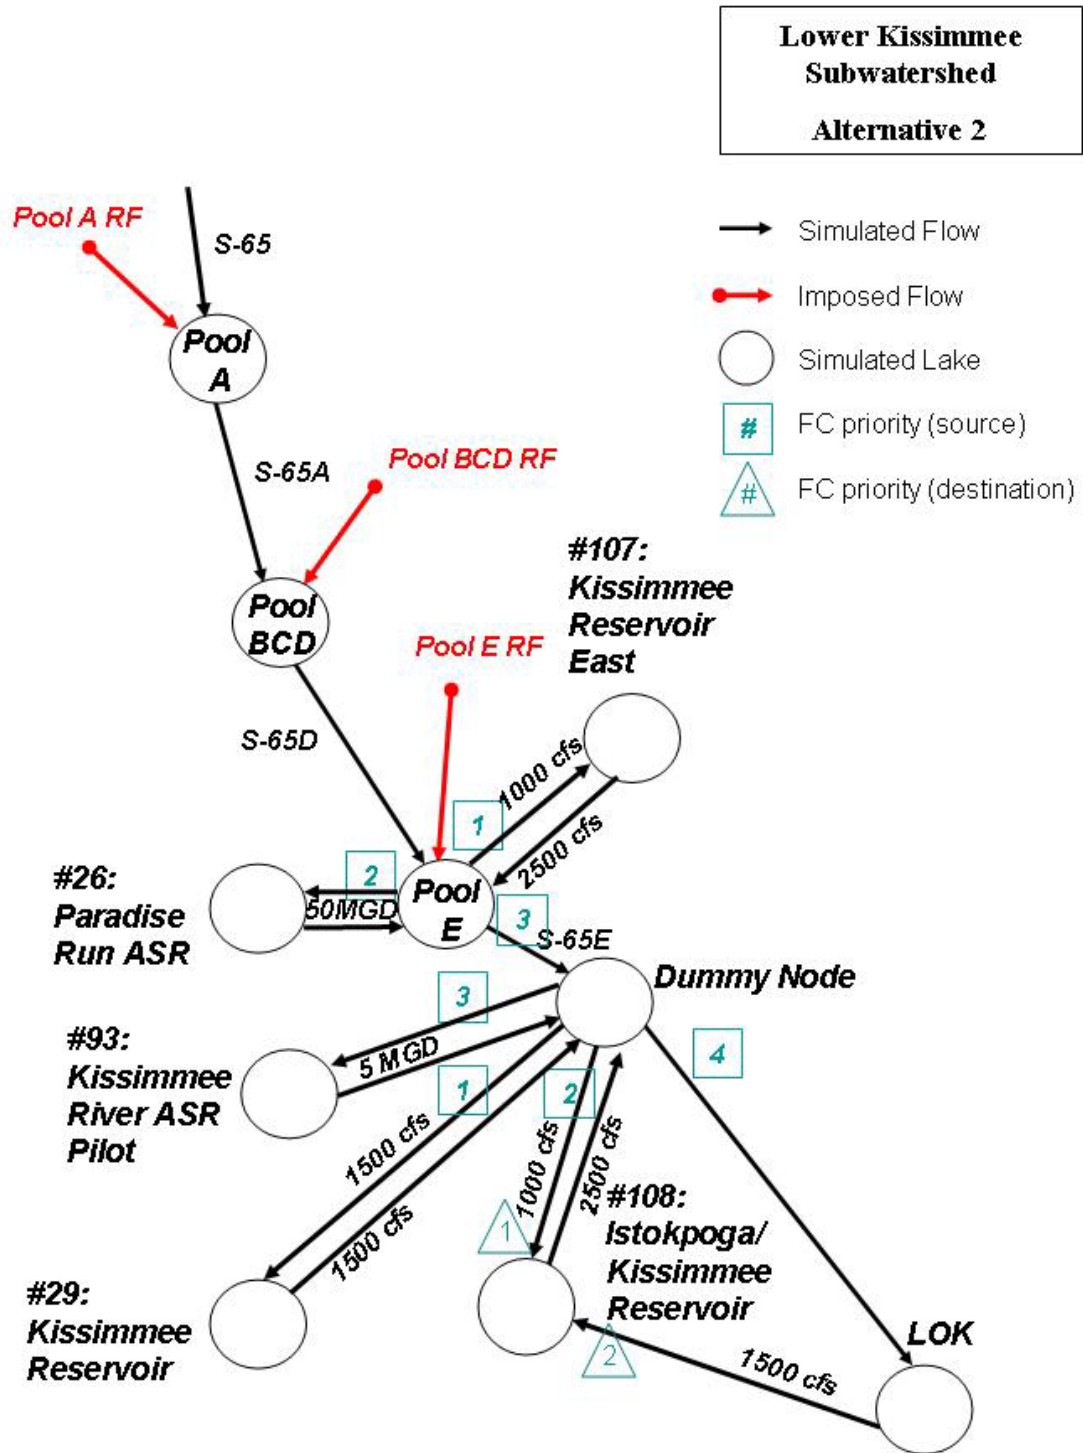 Lower Kissimmee
Subwatershed
Alternative 2
Pool A RF
S-65
Simulated Flow
Imposed Flow
Simulated Lake
# FC priority (source)
# FC priority (destination)
Pool
A
S-65A
Pool BCD RF
#107:
Kissimmee
Reservoir
East
Pool
BCD
Pool E RF
S-65D
1000 cfs
1
2500 cfs
#26:
Paradise
Run ASR
2
50MGD
Pool
E
3
S-65E
Dummy Node
#93:
Kissimmee
River ASR
Pilot
3
5 MGD
1
2
4
1500 cfs
1500 cfs
1000 cfs
2500 cfs
#108:
Istokpoga/
Kissimmee
Reservoir
1
2
#29:
Kissimmee
Reservoir
1500 cfs
LOK